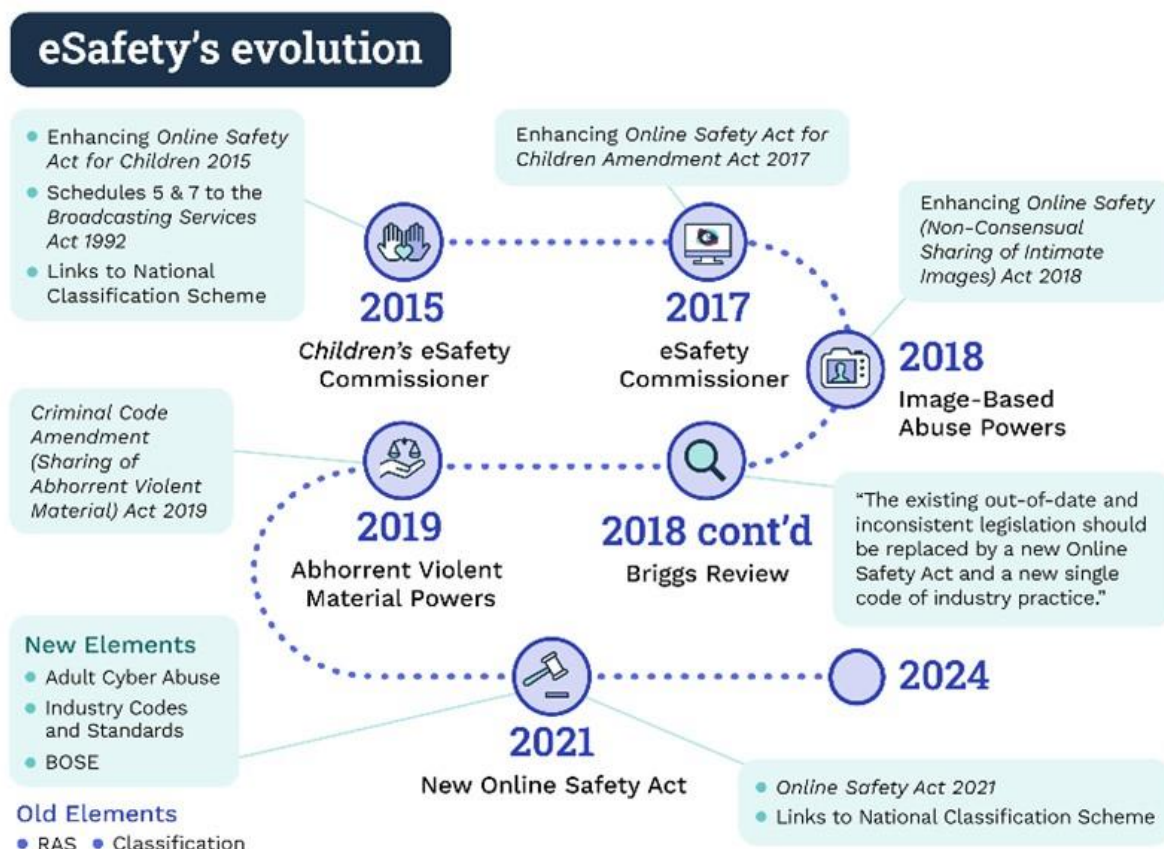 eSafety’s evolution
Enhancing Online Safety
Act for Children 2015
Schedules 5 & 7 to the
Broadcasting Services
Act 1992
Links to National
Classification Scheme
2015
Children’s eSafety
Commissioner
Enhancing Online Safety Act for
Children Amendment Act 2017
2017
eSafety
Commissioner
Enhancing Online Safety
(Non-Consensual
Sharing of Intimate
Images) Act 2018
2018
Image-Based
Abuse Powers
“The existing out-of-date and
inconsistent legislation should
be replaced by a new Online
Safety Act and a new single
code of industry practice.”
2018 cont’d
Briggs Review
Criminal Code
Amendment
(Sharing of
Abhorrent Violent
Material) Act 2019
2019
Abhorrent Violent
Material Powers
New Elements
Adult Cyber Abuse
Industry Codes
and Standards
BOSE
Old Elements
RAS Classification
2021
New Online Safety Act
Online Safety Act 2021
Links to National Classification Scheme
2024